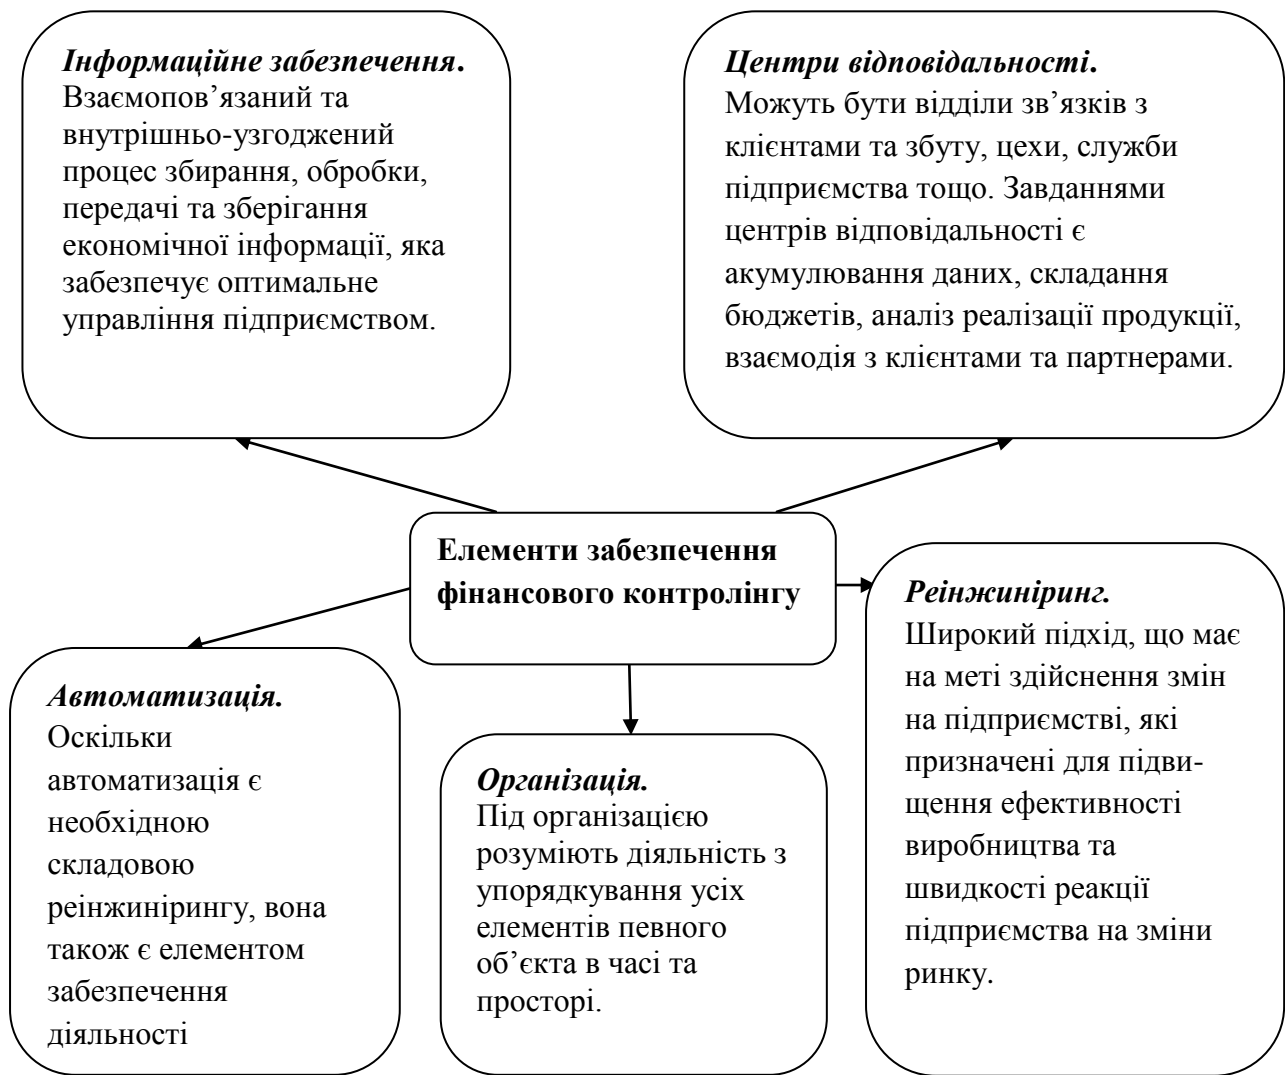 Інформаційне забезпечення.
Взаємопов’язаний та
внутрішньо-узгоджений
процес збирання, обробки,
передачі та зберігання
економічної інформації, яка
забезпечує оптимальне
управління підприємством.
Центри відповідальності.
Можуть бути відділи зв’язків з
клієнтами та збуту, цехи, служби
підприємства тощо. Завданнями
центрів відповідальності є
акумулювання даних, складання
бюджетів, аналіз реалізації продукції,
взаємодія з клієнтами та партнерами.
Елементи забезпечення
фінансового контролінгу
Автоматизація.
Оскільки
автоматизація є
необхідною
складовою
реінжинірингу, вона
також є елементом
забезпечення
діяльності
Організація.
Під організацією
розуміють діяльність з
упорядкування усіх
елементів певного
об’єкта в часі та
просторі.
Реінжиніринг.
Широкий підхід, що має
на меті здійснення змін
на підприємстві, які
призначені для підви-
щення ефективності
виробництва та
швидкості реакції
підприємства на зміни
ринку.